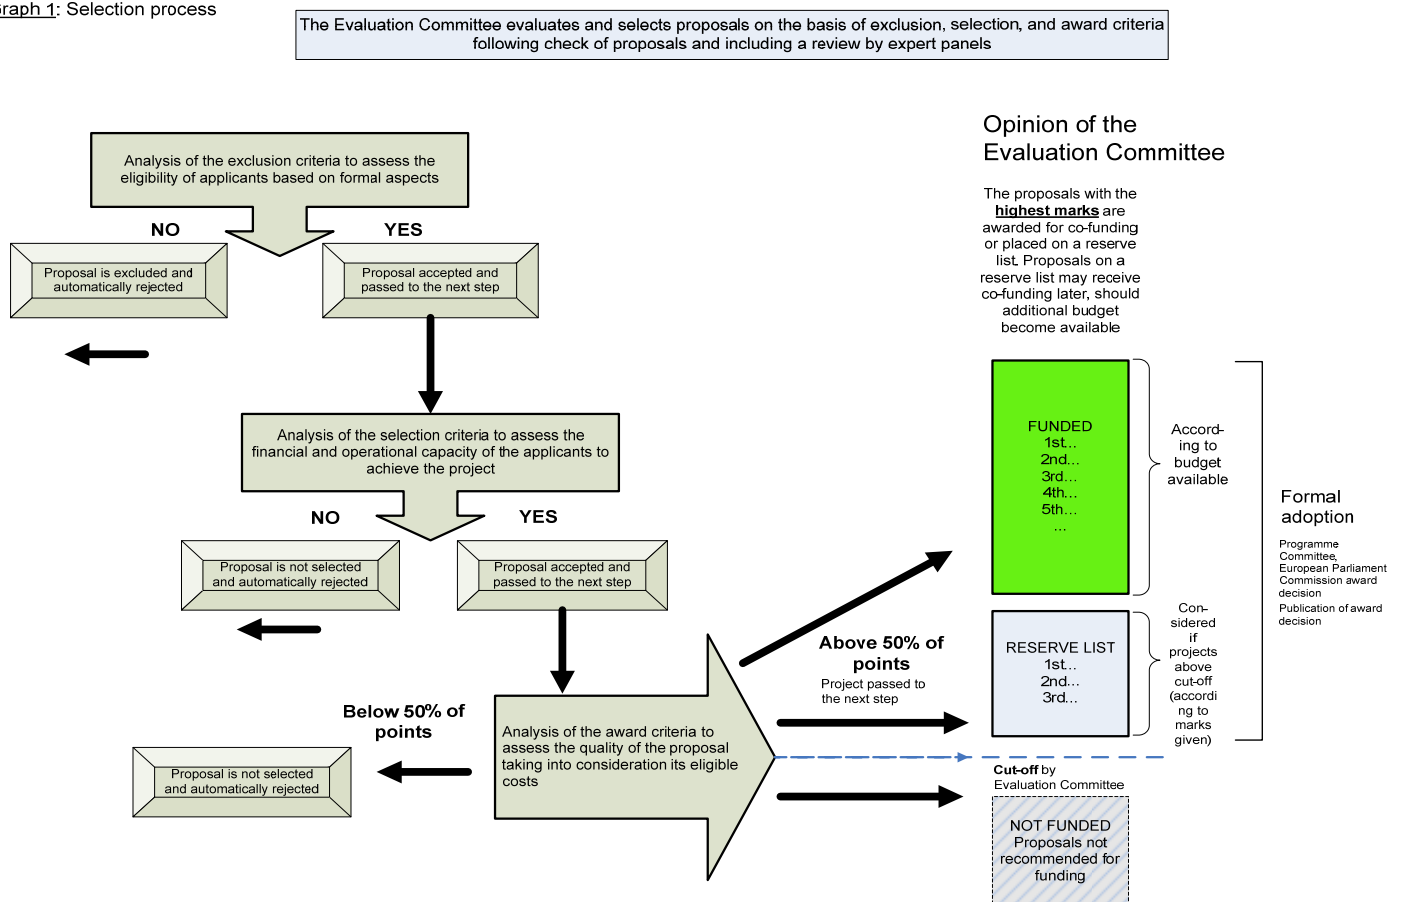 Graph 1: Selection process
The Evaluation Committee evaluates and selects proposals on the basis of exclusion, selection, and award criteria
following check of proposals and including a review by expert panels
Opinion of the
Evaluation Committee
The proposals with the
highest marks are
awarded for co-funding
or placed on a reserve
list. Proposals on a
reserve list may receive
co-funding later, should
additional budget
become available
Analysis of the exclusion criteria to assess the
eligibility of applicants based on formal aspects
NO
YES
Proposal is excluded and
automatically rejected
Proposal accepted and
passed to the next step
Analysis of the selection criteria to assess the
financial and operational capacity of the applicants to
achieve the project
NO
YES
Proposal is not selected
and automatically rejected
Proposal accepted and
passed to the next step
Below 50% of
points
Proposal is not selected
and automatically rejected
Analysis of the award criteria to
assess the quality of the proposal
taking into consideration its eligible
costs
Above 50% of
points
Project passed to
the next step
FUNDED
1st...
2nd...
3rd...
4th...
5th...
...
Accord-
ing to
budget
available
RESERVE LIST
1st...
2nd...
3rd...
Con-
sidered
if
projects
above
cut-off
(accordi
ng to
marks
given)
Formal
adoption
Programme
Committee,
European Parliament
Commission award
decision
Publication of award
decision
Cut-off by
Evaluation Committee
NOT FUNDED
Proposals not
recommended for
funding